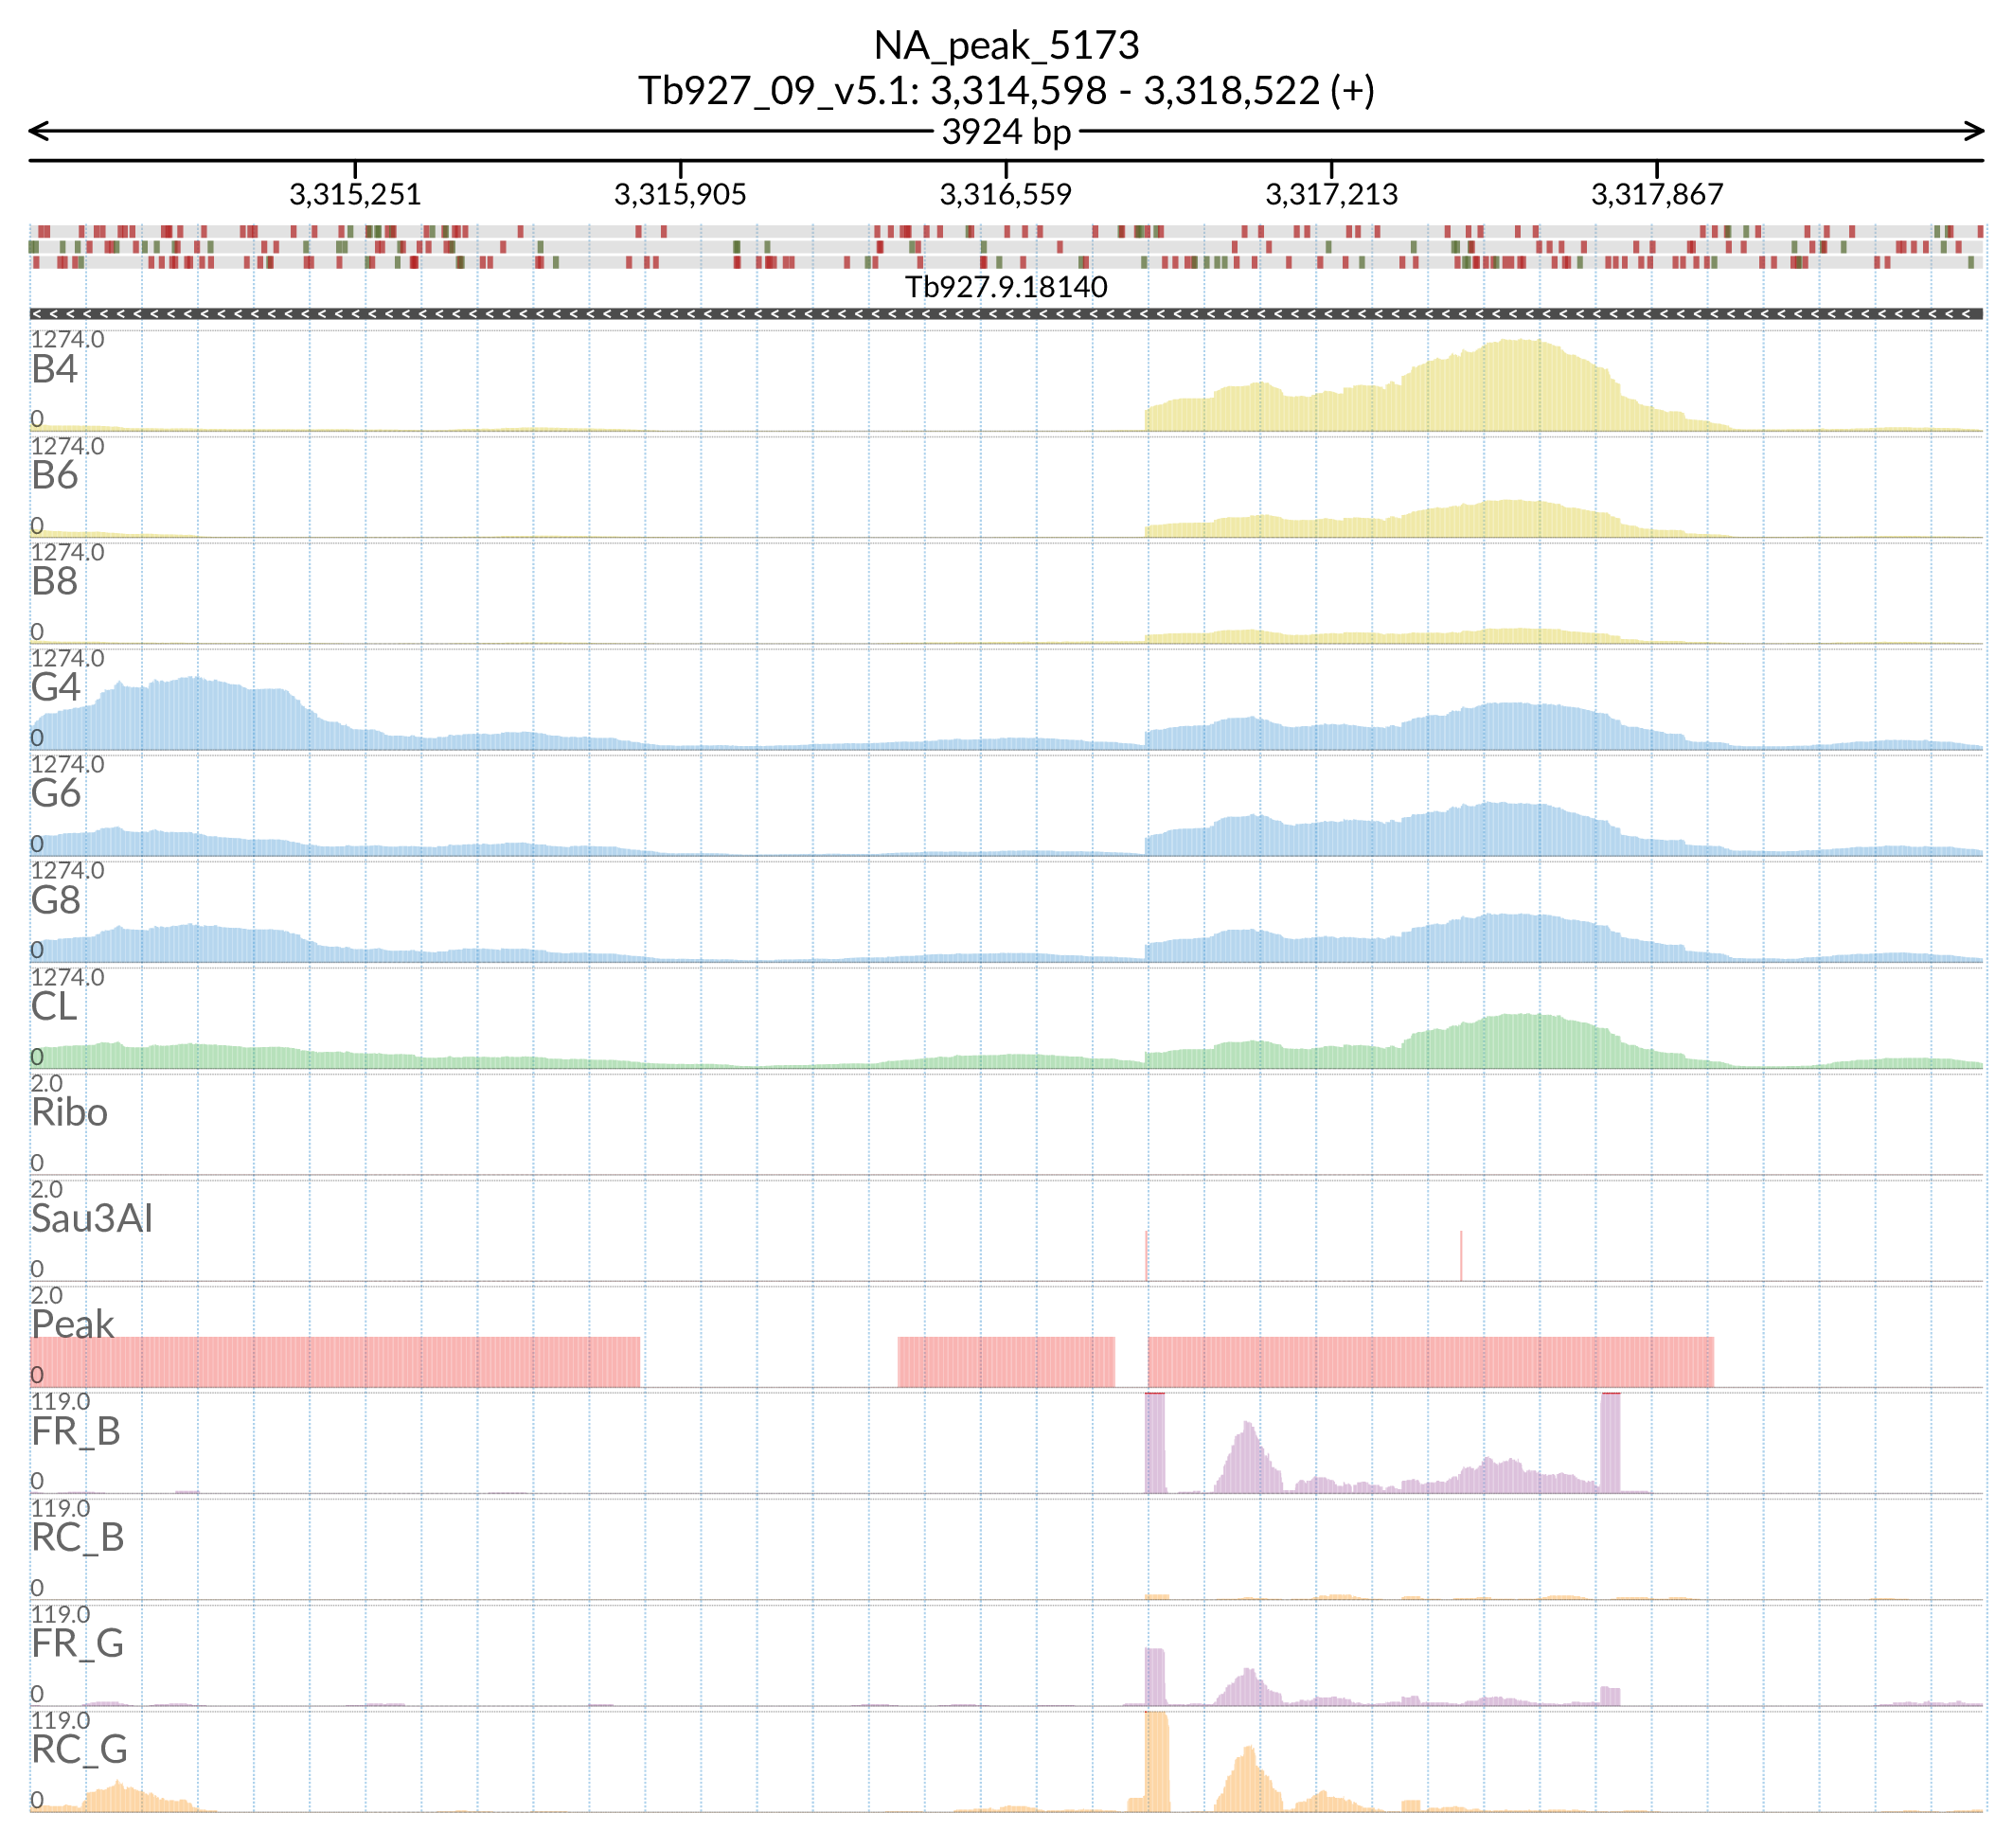 NA_peak_5173
Tb927_09_v5.1: 3,314,598 - 3,318,522 (+)
3924 bp
3,315,251 3,315,905 3,316,559 3,317,213 3,317,867
Tb927.9.18140
1274.0
B4
0
1274.0
B6
0
1274.0
B8
0
1274.0
G4
0
1274.0
G6
0
1274.0
G8
0
1274.0
CL
0
2.0
Ribo
0
2.0
Sau3AI
0
2.0
Peak
0
119.0
FR_B
0
119.0
RC_B
0
119.0
FR_G
0
119.0
RC_G
0